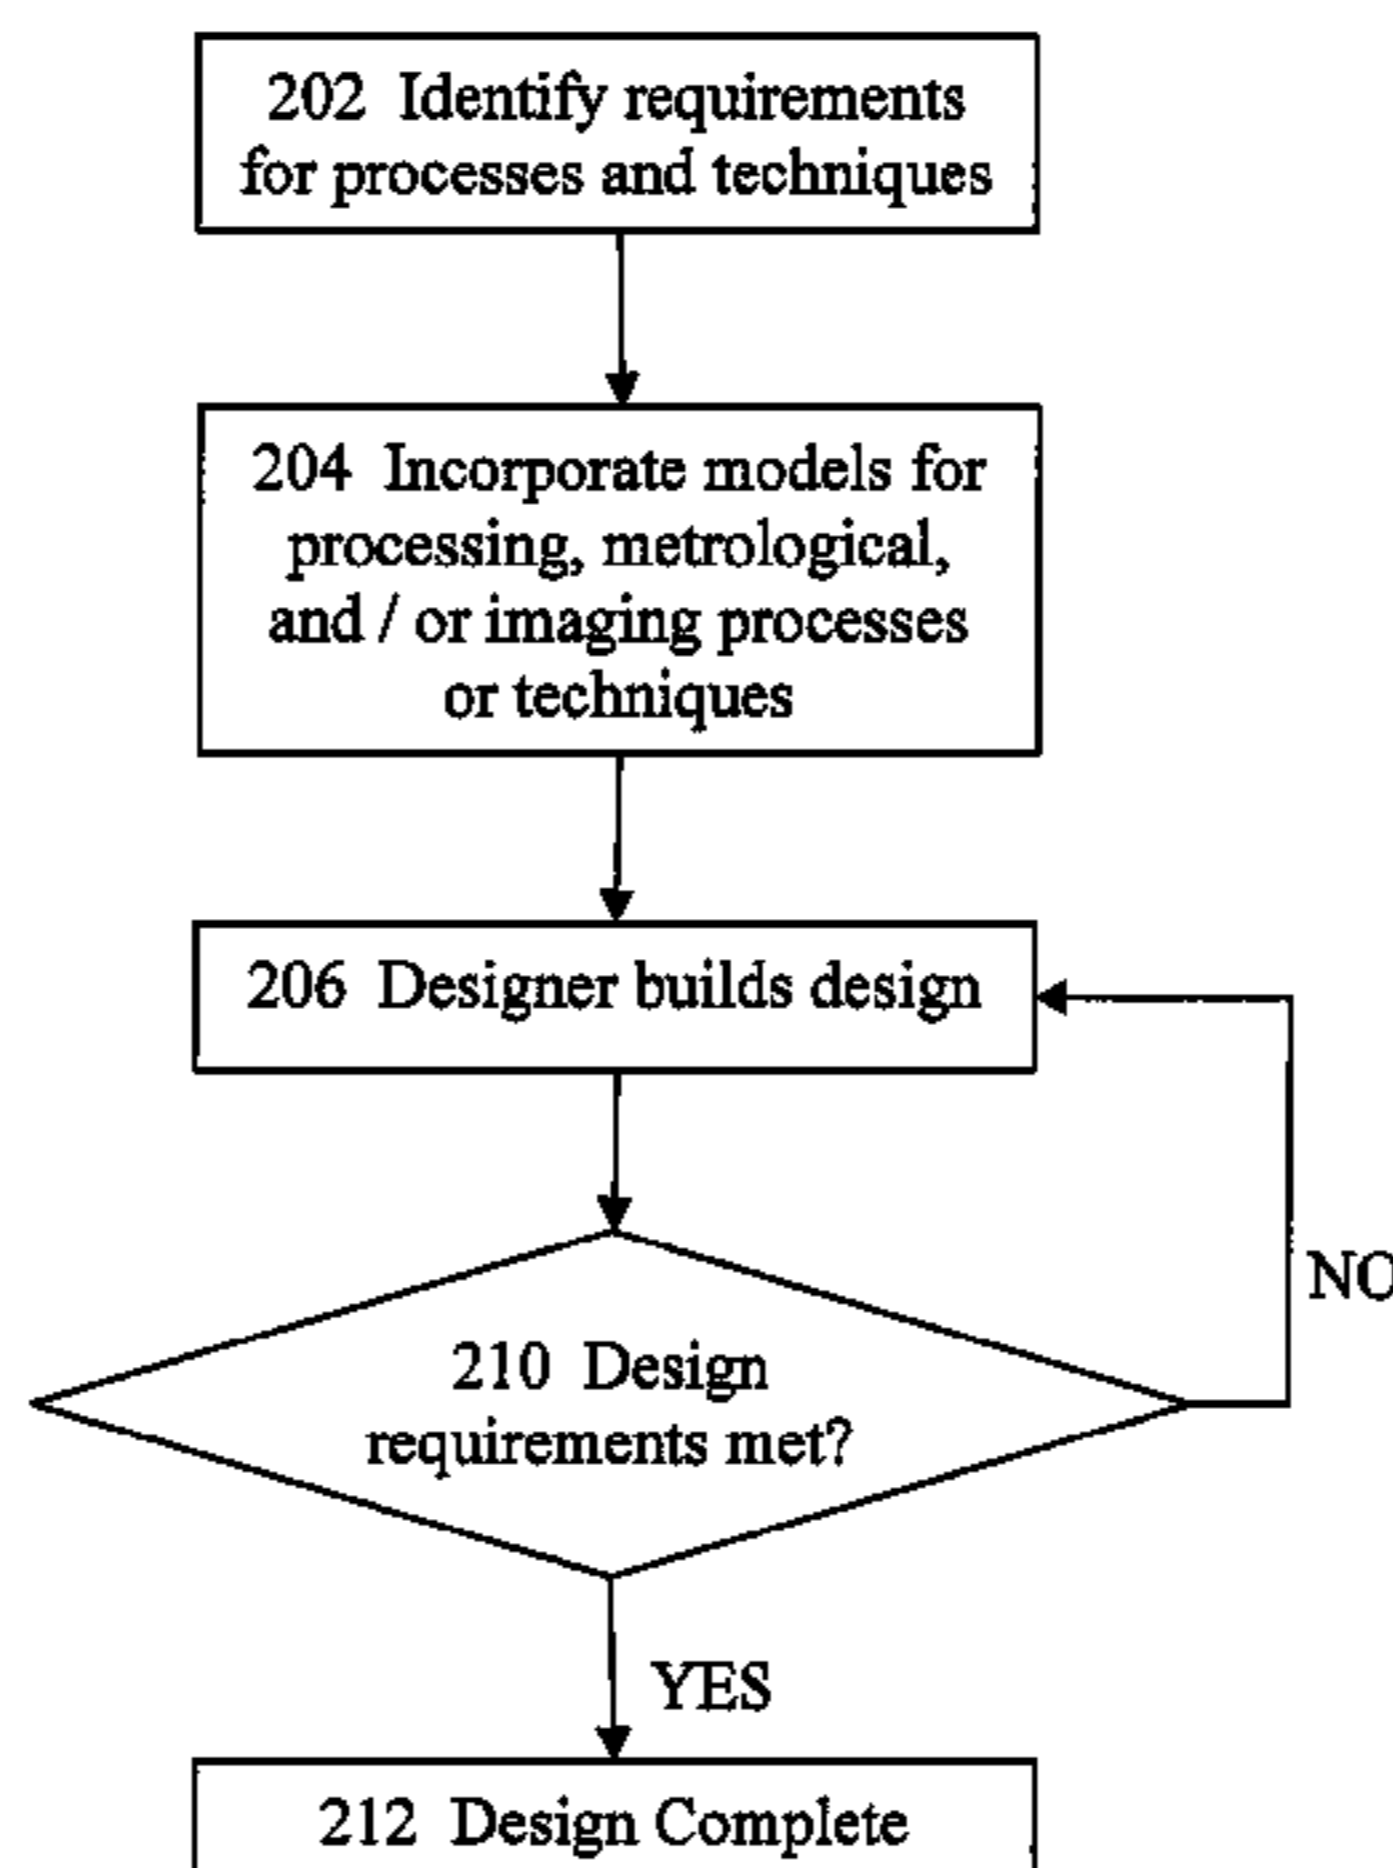 202 Identify requirements
for processes and techniques
204 Incorporate models for
processing, metrological,
and / or imaging processes
or techniques
206 Designer builds design
NO
210 Design
requirements met?
YES
212 Design Complete